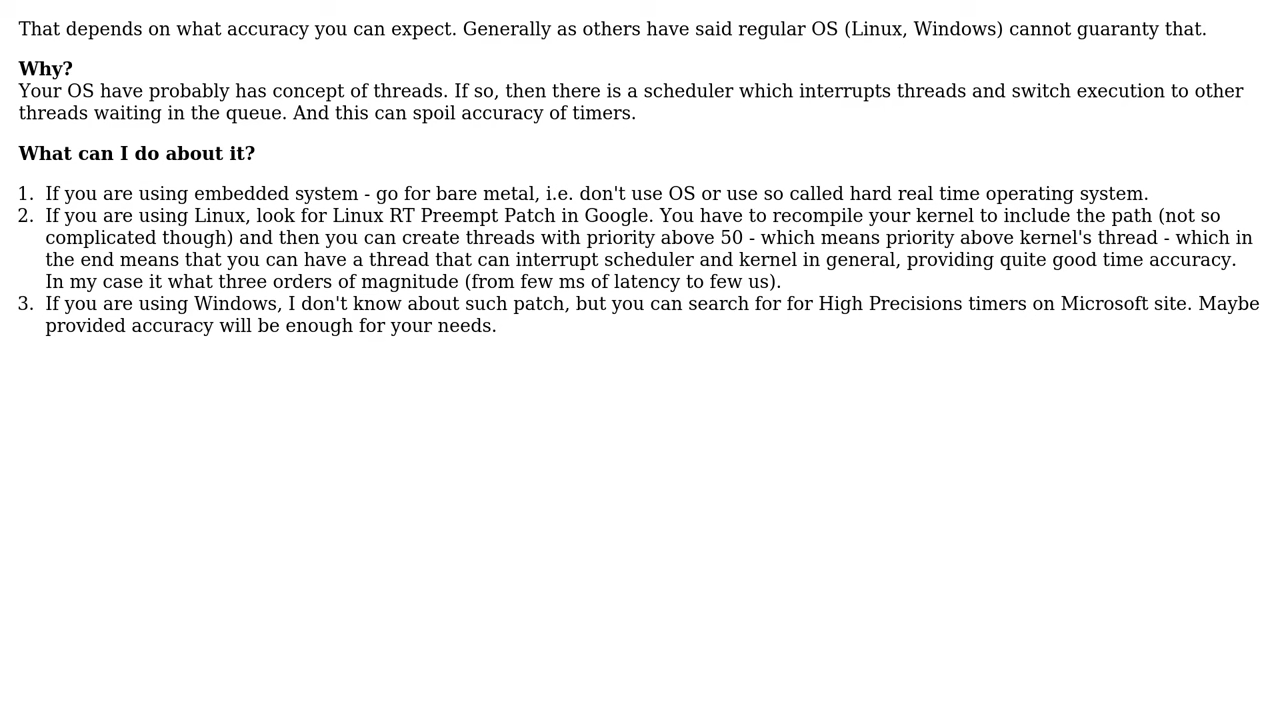 That depends on what accuracy you can expect. Generally as others have said regular OS (Linux, Windows) cannot guaranty that.
Why?
Your OS have probably has concept of threads. If so, then there is a scheduler which interrupts threads and switch execution to other
threads waiting in the queue. And this can spoil accuracy of timers.
What can I do about it?
1. If you are using embedded system - go for bare metal, i.e. don't use OS or use so called hard real time operating system.
2. If you are using Linux, look for Linux RT Preempt Patch in Google. You have to recompile your kernel to include the path (not so
complicated though) and then you can create threads with priority above 50 - which means priority above kernel's thread - which in
the end means that you can have a thread that can interrupt scheduler and kernel in general, providing quite good time accuracy.
In my case it what three orders of magnitude (from few ms of latency to few us).
3. If you are using Windows, I don't know about such patch, but you can search for for High Precisions timers on Microsoft site. Maybe
provided accuracy will be enough for your needs.